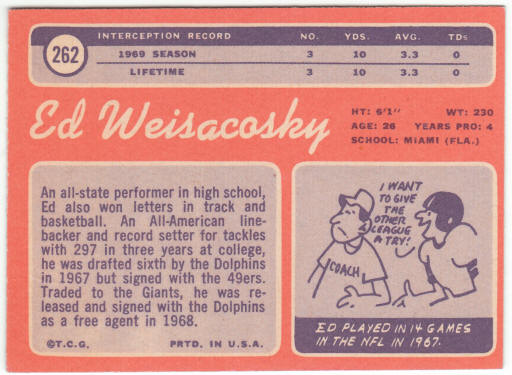 262
INTERCEPTION RECORD NO. YDS. AVG. TDs
1969 SEASON 3 10 3.3 0
LIFETIME 3 10 3.3 0
Ed Weisacosky
HT: 6'1" WT: 230
AGE: 26 YEARS PRO: 4
SCHOOL: MIAMI (FLA.)
An all-state performer in high school,
Ed also won letters in track and
basketball. An All-American line-
backer and record setter for tackles
with 297 in three years at college,
he was drafted sixth by the Dolphins
in 1967 but signed with the 49ers.
Traded to the Giants, he was re-
leased and signed with the Dolphins
as a free agent in 1968.
©T.C.G. PRTD. IN U.S.A.
I WANT
TO GIVE
THE
OTHER
LEAGUE
A TRY!
COACH
ED PLAYED IN 14 GAMES
IN THE NFL IN 1967.